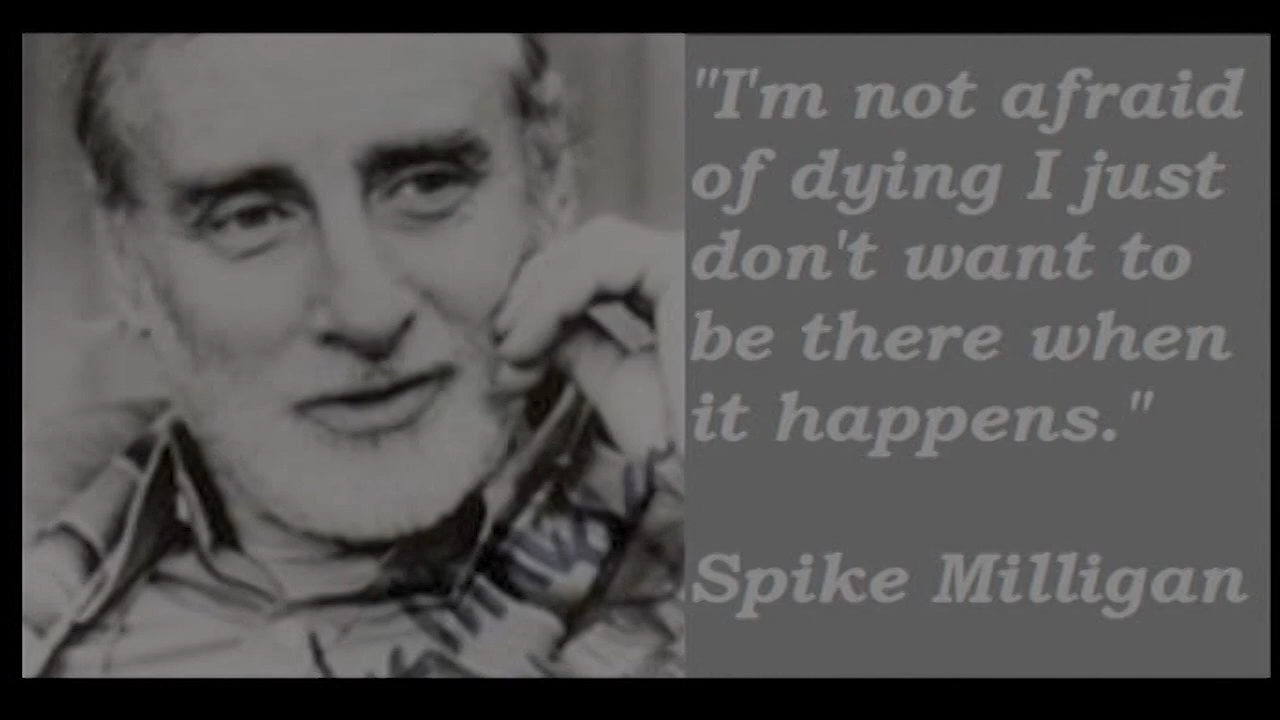 "I'm not afraid
of dying I just
don't want to
be there when
it happens."
Spike Milligan